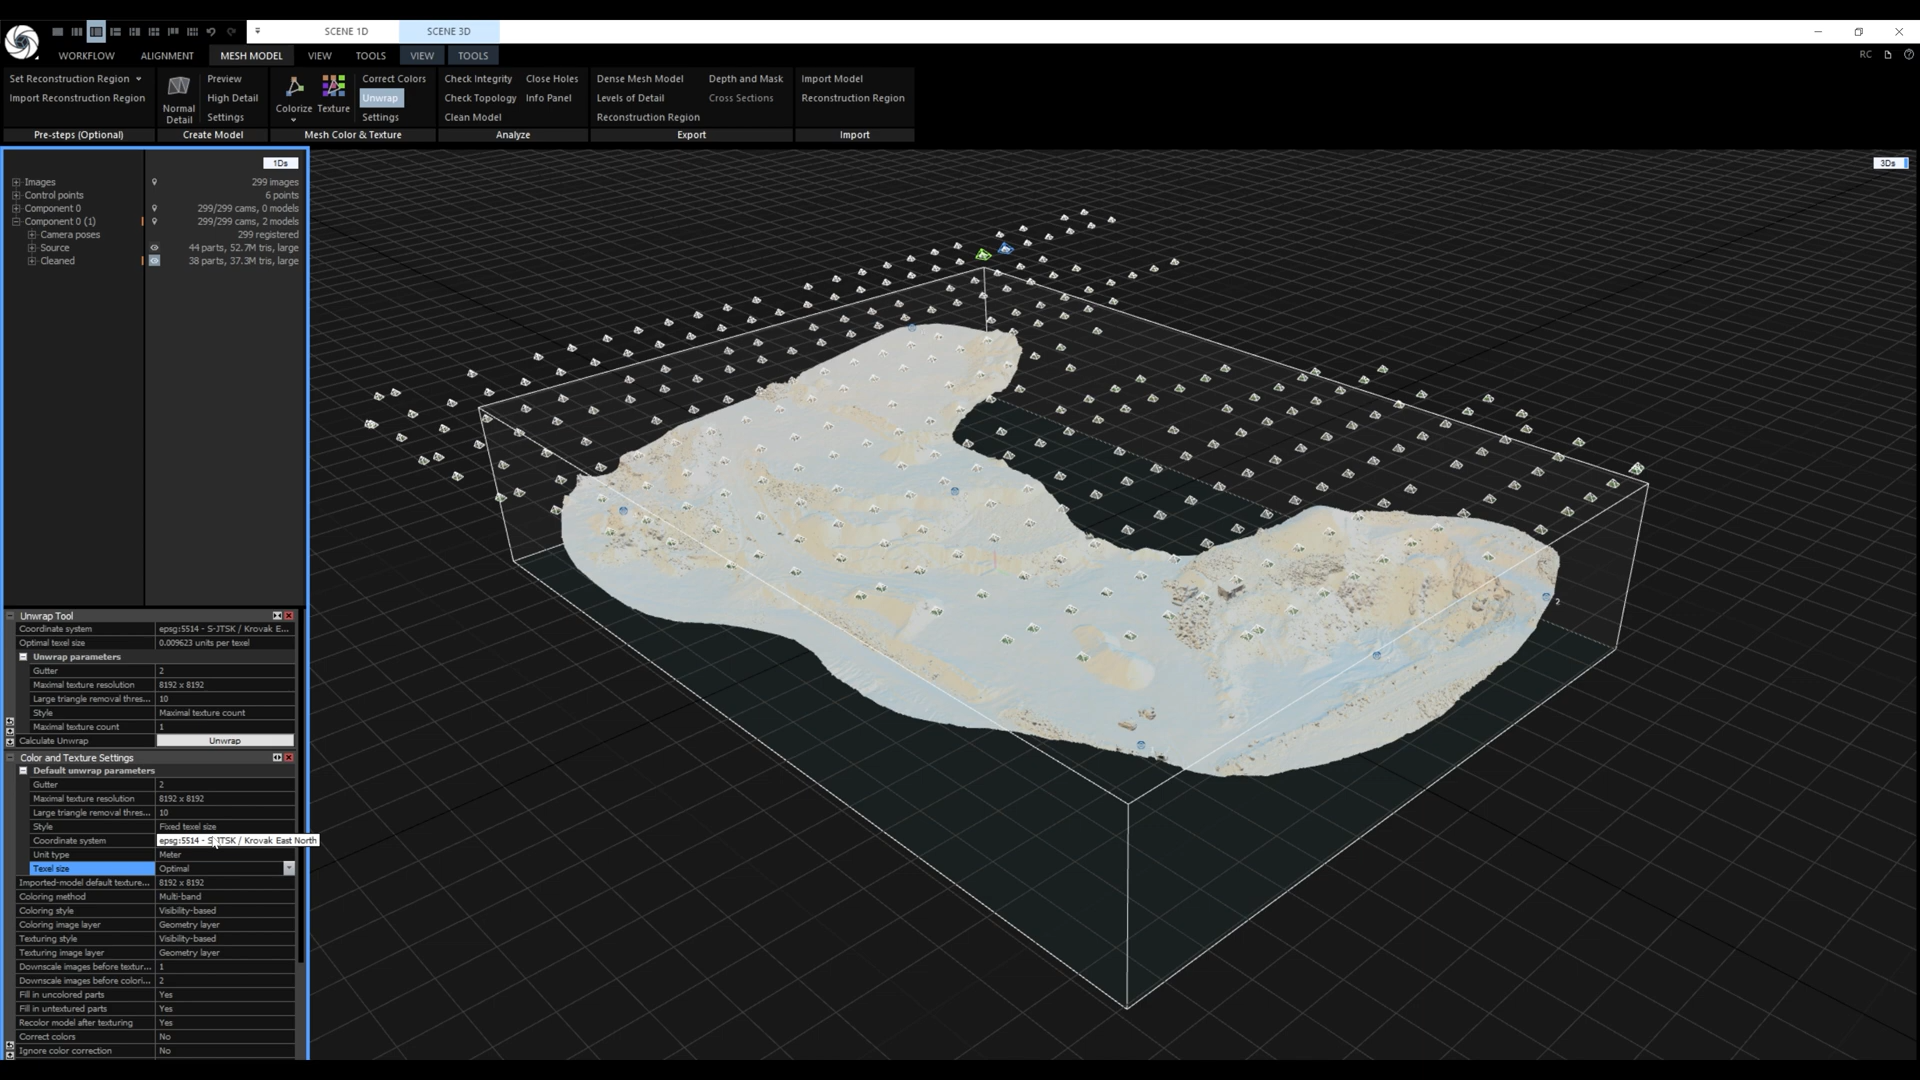 SCENE 1D SCENE 3D
WORKFLOW ALIGNMENT MESH MODEL VIEW TOOLS VIEW TOOLS RC
Set Reconstruction Region
Import Reconstruction Region
Pre-steps (Optional)
Normal Detail
Preview
High Detail
Settings
Create Model
Colorize
Texture
Correct Colors
Unwrap
Settings
Mesh Color & Texture
Check Integrity Close Holes
Check Topology Info Panel
Clean Model
Analyze
Dense Mesh Model Depth and Mask
Levels of Detail Cross Sections
Reconstruction Region
Export
Import Model
Reconstruction Region
Import
1Ds
3Ds
Images 299 images
Control points 6 points
Component 0 299/299 cams, 0 models
Component 0 (1) 299/299 cams, 2 models
Camera poses 299 registered
Source 44 parts, 52.7M tris, large
Cleaned 38 parts, 37.3M tris, large
2
Unwrap Tool
Coordinate system epsg:5514 - S-JTSK / Krovak E...
Optimal texel size 0.009623 units per texel
Unwrap parameters
Gutter 2
Maximal texture resolution 8192 x 8192
Large triangle removal thres... 10
Style Maximal texture count
Maximal texture count 1
Calculate Unwrap Unwrap
Color and Texture Settings
Default unwrap parameters
Gutter 2
Maximal texture resolution 8192 x 8192
Large triangle removal thres... 10
Style Fixed texel size
Coordinate system epsg:5514 - S-JTSK / Krovak East North
Unit type Meter
Texel size Optimal
Imported-model default texture... 8192 x 8192
Coloring method Multi-band
Coloring style Visibility-based
Coloring image layer Geometry layer
Texturing style Visibility-based
Texturing image layer Geometry layer
Downscale images before textur... 1
Downscale images before colori... 2
Fill in uncolored parts Yes
Fill in untextured parts Yes
Recolor model after texturing Yes
Correct colors No
Ignore color correction No